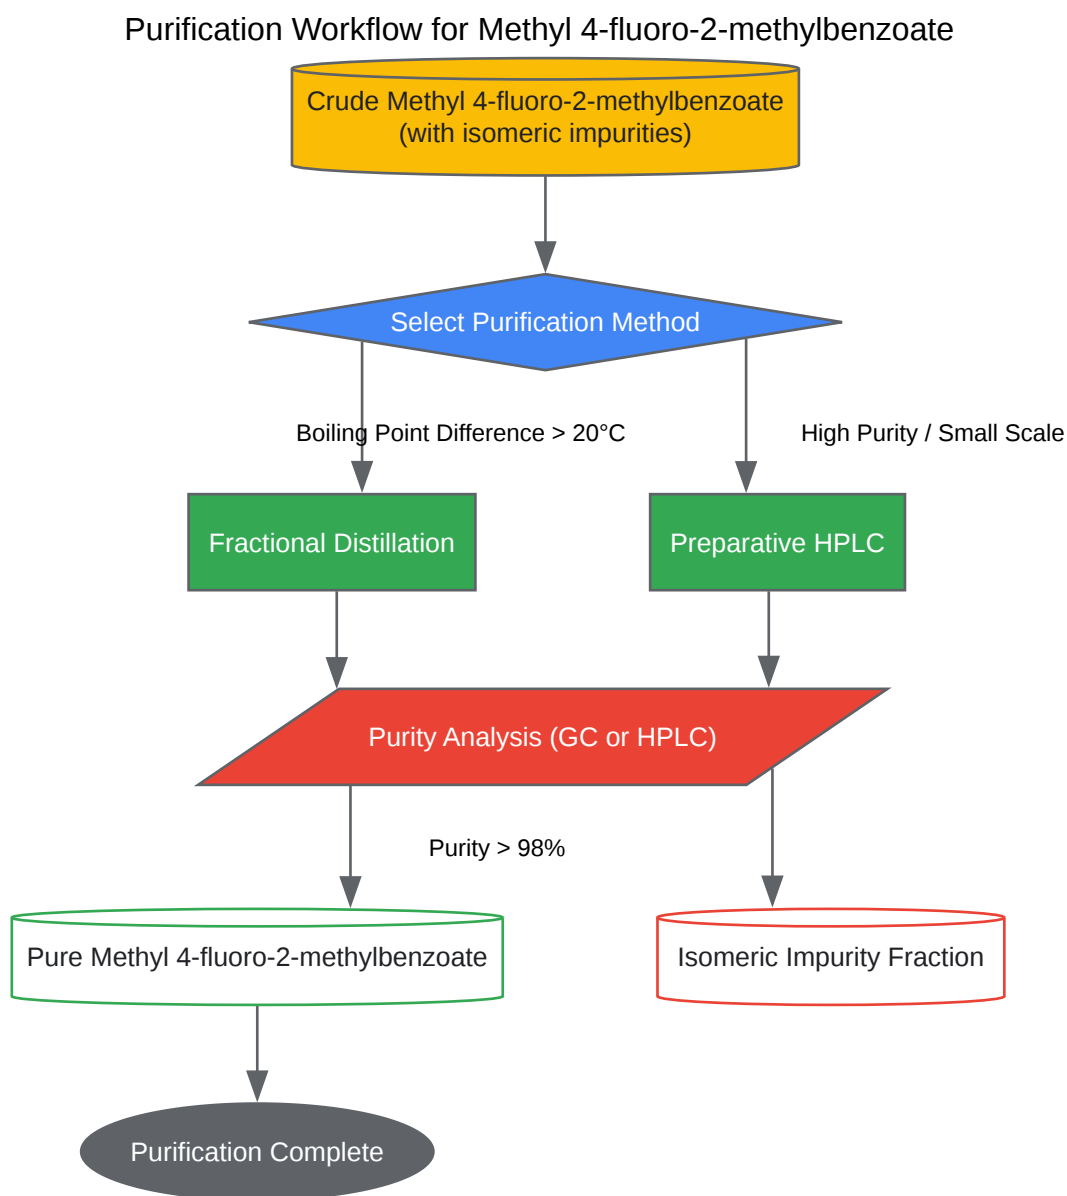 Purification Workflow for Methyl 4-fluoro-2-methylbenzoate
Crude Methyl 4-fluoro-2-methylbenzoate
(with isomeric impurities)
Select Purification Method
Boiling Point Difference > 20°C
High Purity / Small Scale
Fractional Distillation
Preparative HPLC
Purity Analysis (GC or HPLC)
Purity > 98%
Pure Methyl 4-fluoro-2-methylbenzoate
Isomeric Impurity Fraction
Purification Complete